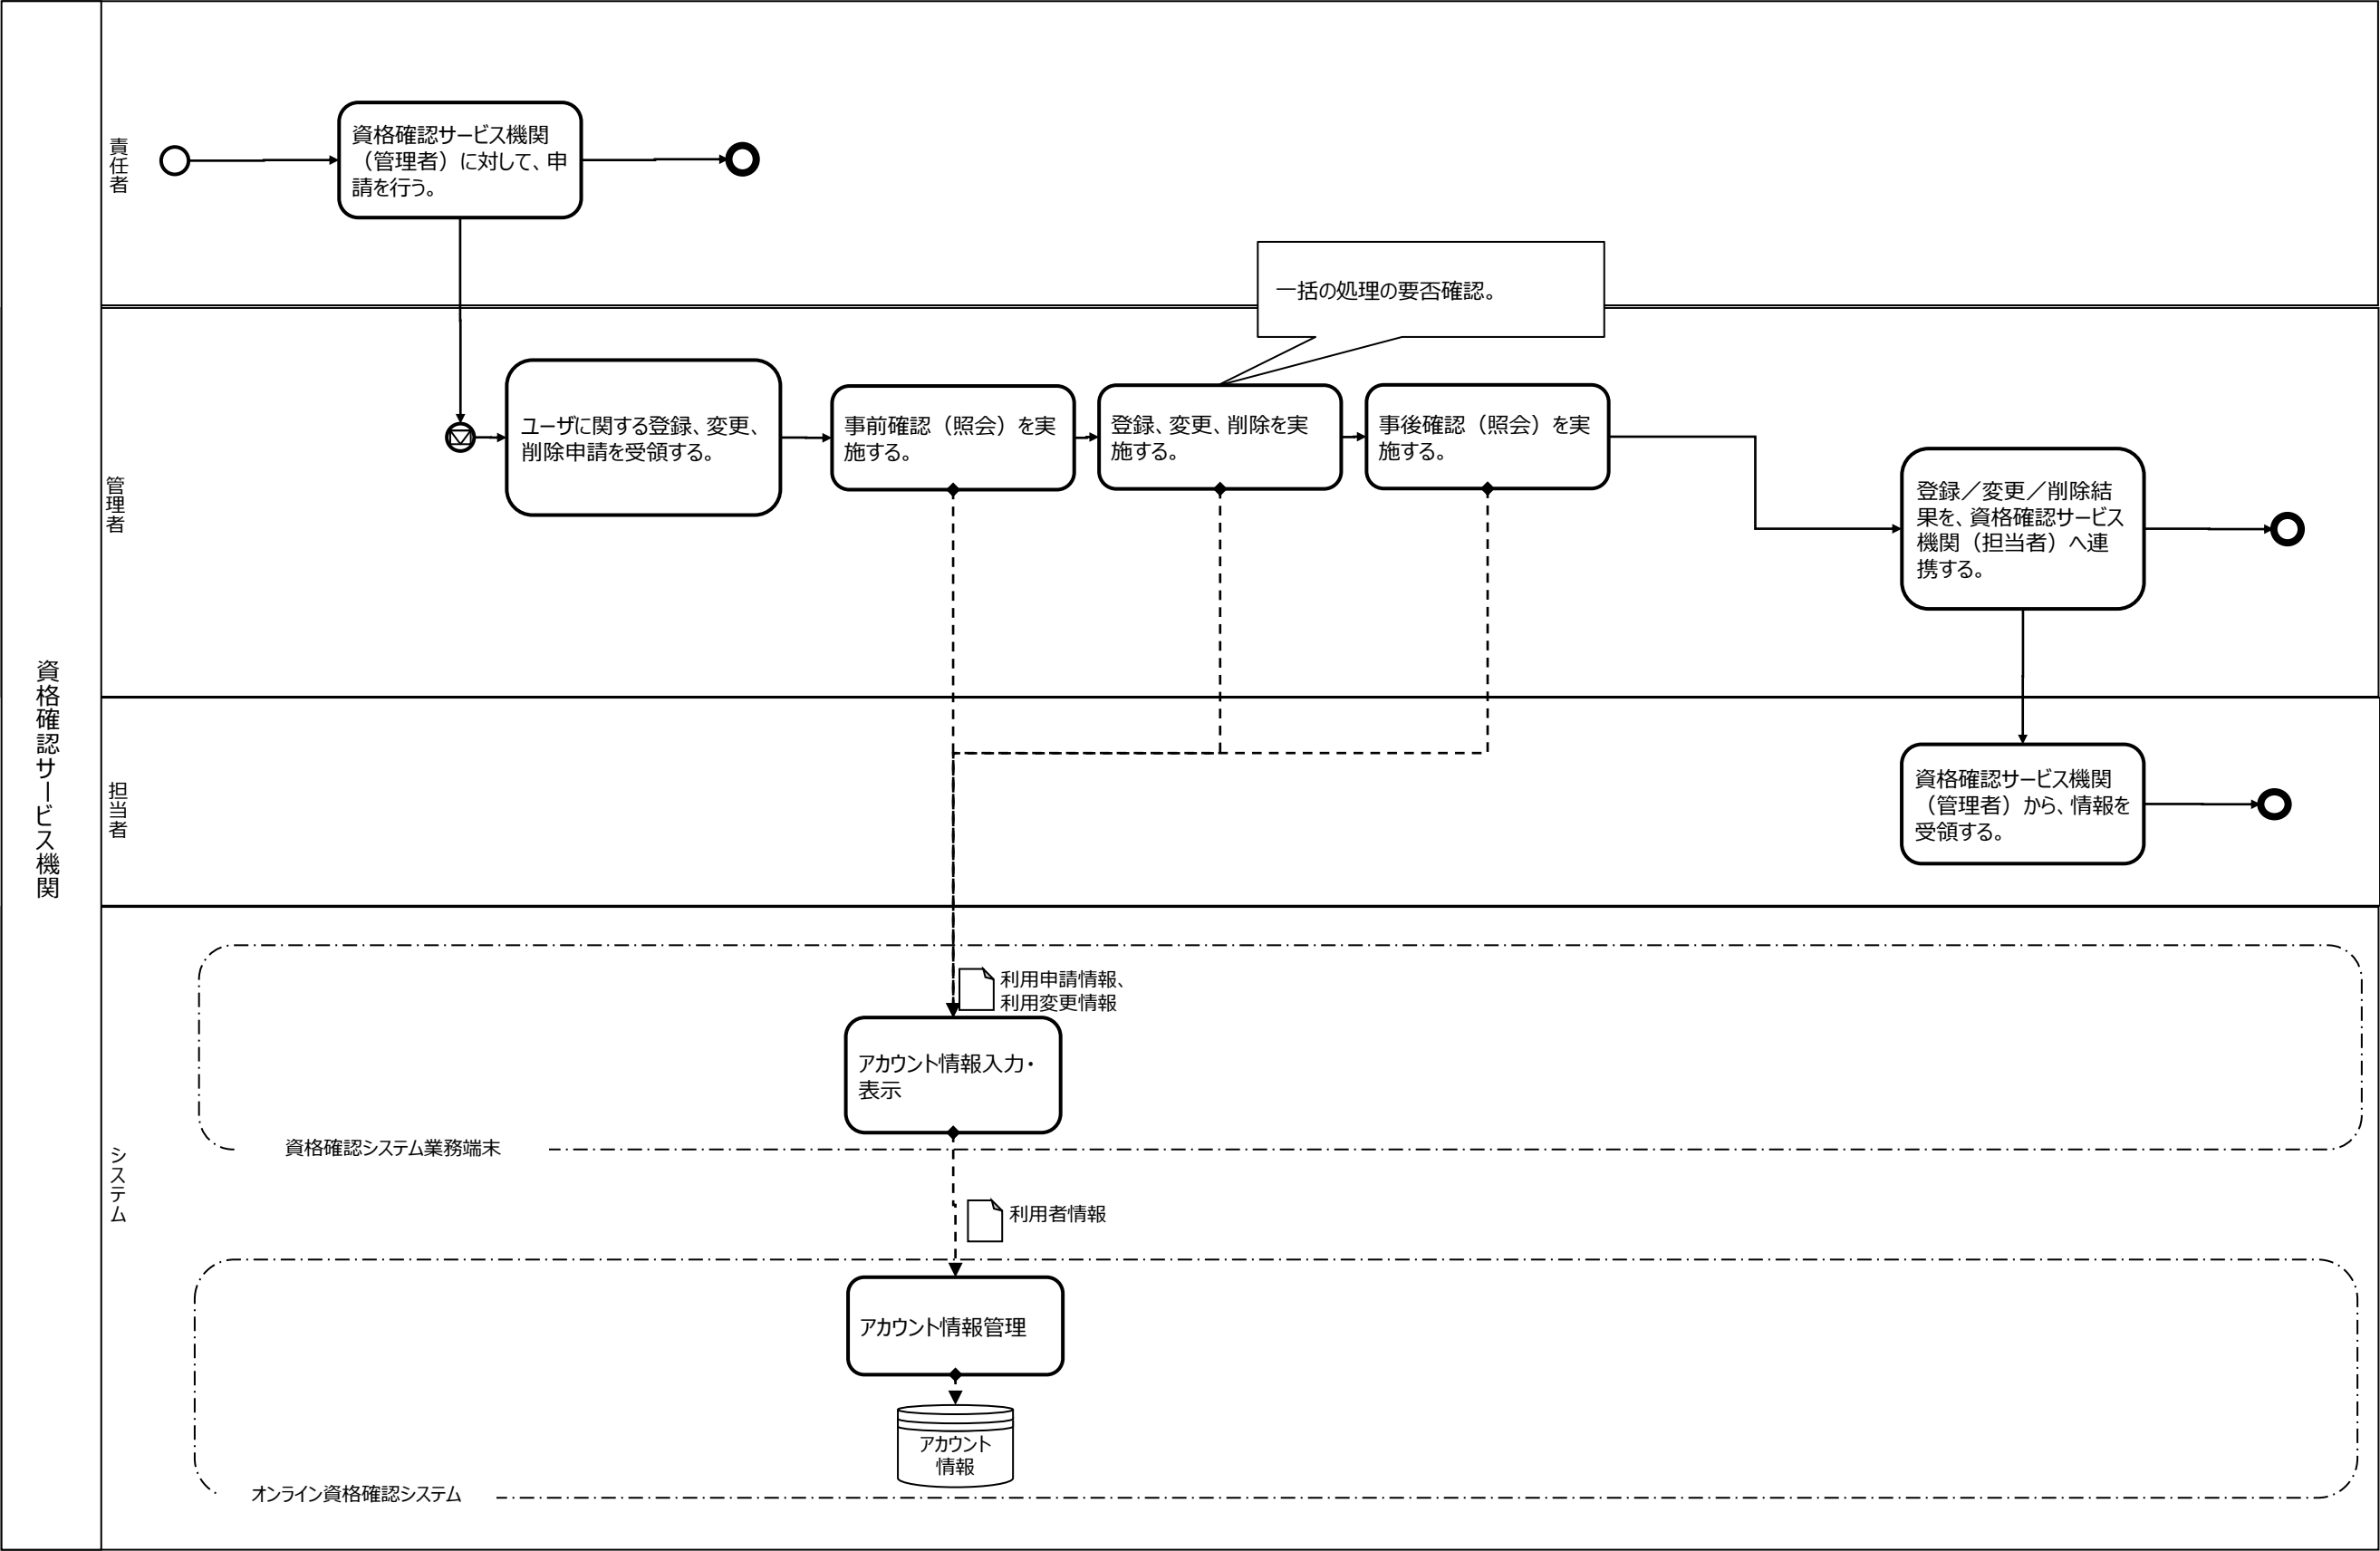 資格確認サービス機関
責任者
資格確認サービス機関
（管理者）に対して、申
請を行う。
一括の処理の要否確認。
管理者
ユーザに関する登録、変更、
削除申請を受領する。
事前確認（照会）を実
施する。
登録、変更、削除を実
施する。
事後確認（照会）を実
施する。
登録／変更／削除結
果を、資格確認サービス
機関（担当者）へ連
携する。
担当者
資格確認サービス機関
（管理者）から、情報を
受領する。
システム
利用申請情報、
利用変更情報
アカウント情報入力・
表示
資格確認システム業務端末
利用者情報
アカウント情報管理
アカウント
情報
オンライン資格確認システム